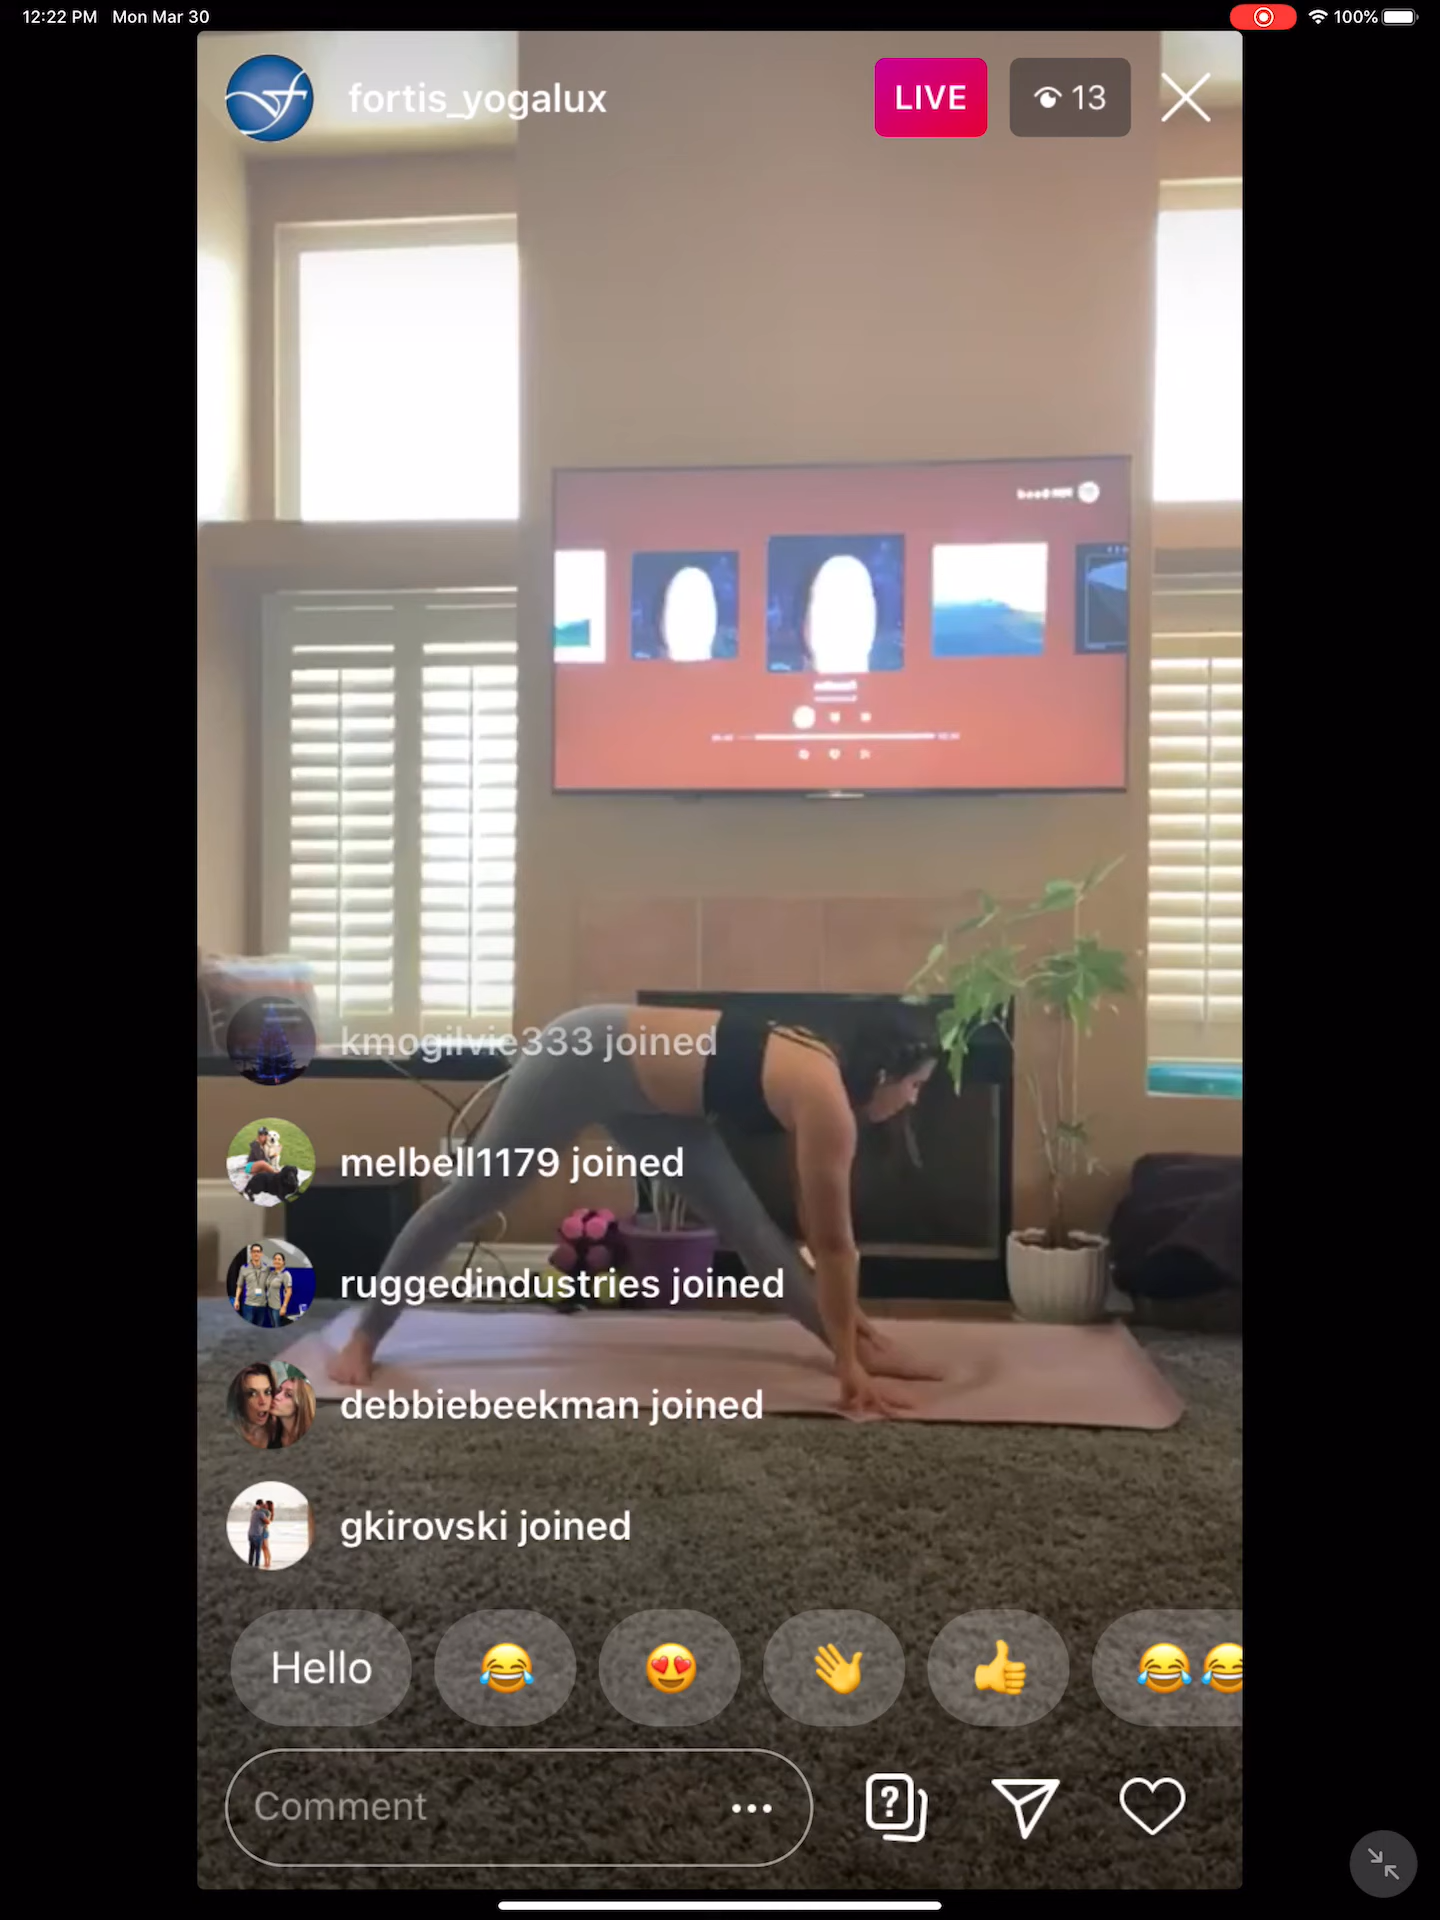 12:22 PM Mon Mar 30
100%
fortis_yogalux
LIVE
13
kmogilvie333 joined
melbell1179 joined
ruggedindustries joined
debbiebeekman joined
gkirovski joined
Hello
Comment